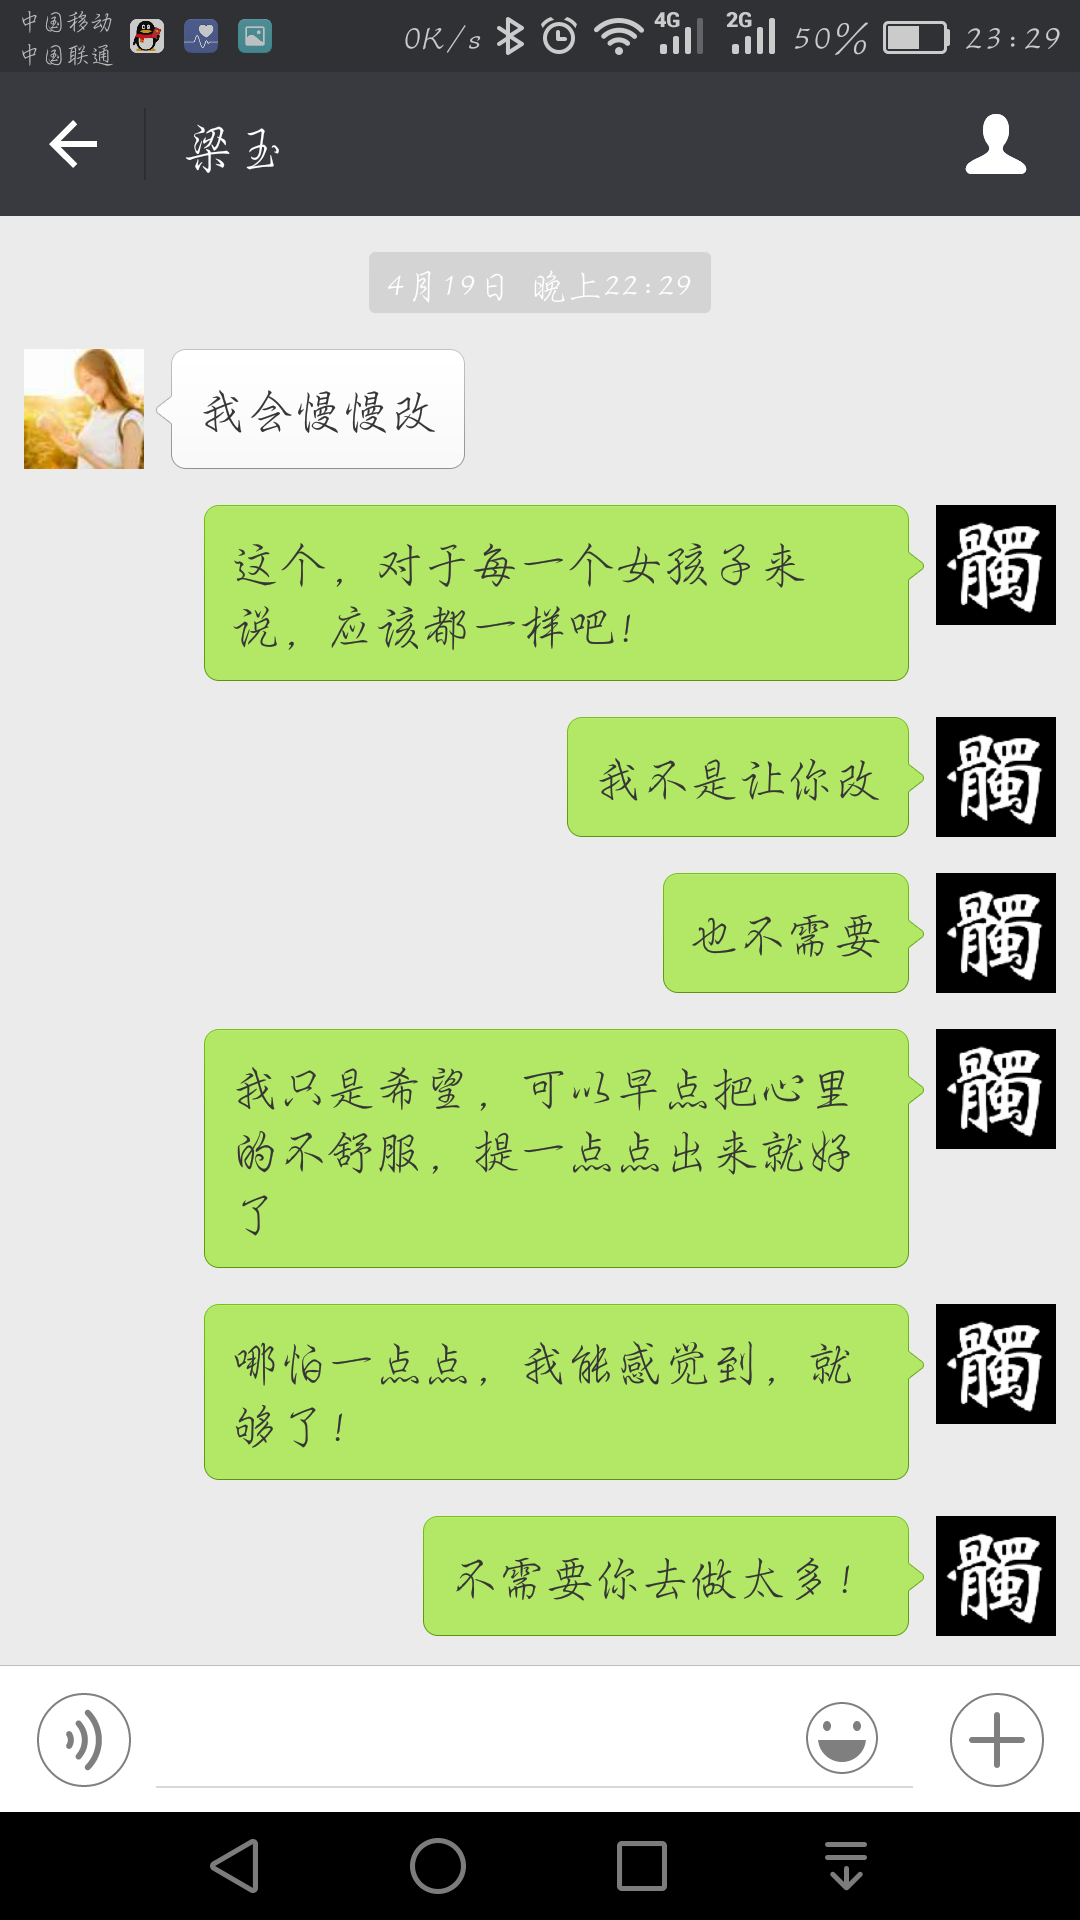 中国移动
中国联通
0K/s 4G 2G 50% 23:29
梁玉
4月19日 晚上22:29
我会慢慢改
这个，对于每一个女孩子来
说，应该都一样吧！
髑
我不是让你改
髑
也不需要
髑
我只是希望，可以早点把心里
的不舒服，提一点点出来就好
了
髑
哪怕一点点，我能感觉到，就
够了！
髑
不需要你去做太多！
髑